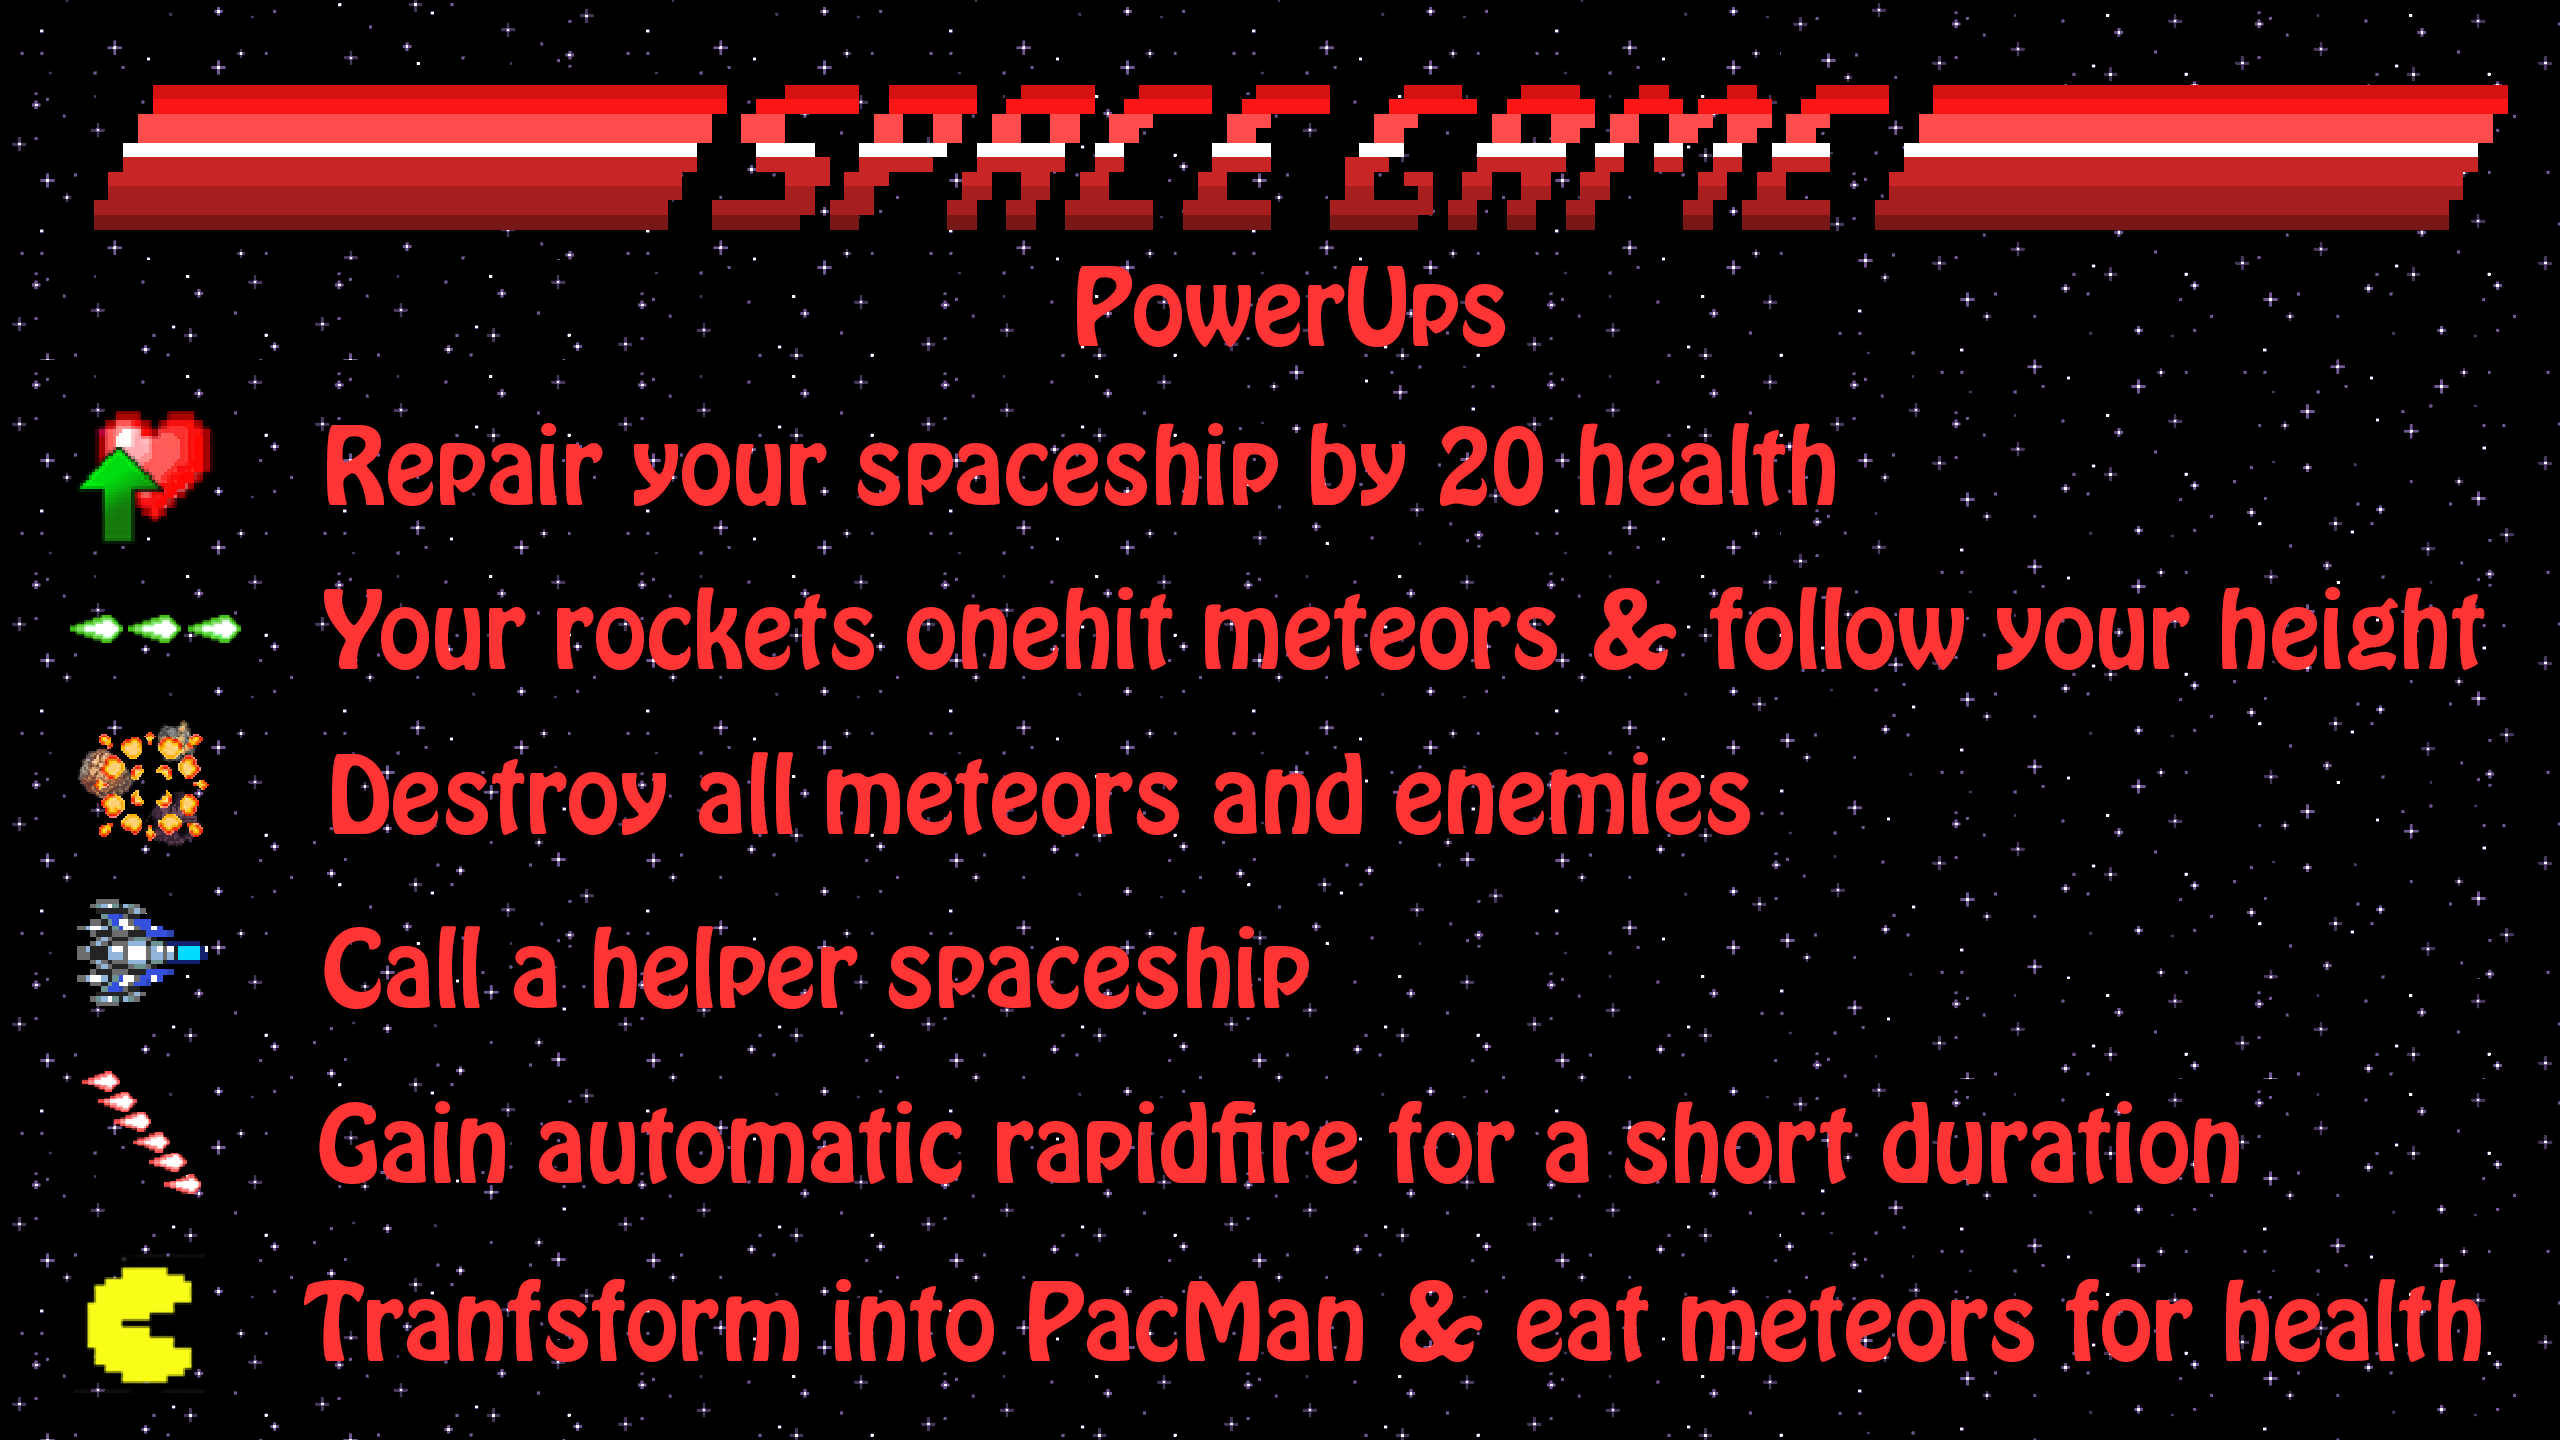 SPACE GAME
PowerUps
Repair your spaceship by 20 health
Your rockets onehit meteors & follow your height
Destroy all meteors and enemies
Call a helper spaceship
Gain automatic rapidfire for a short duration
Tranfsform into PacMan & eat meteors for health